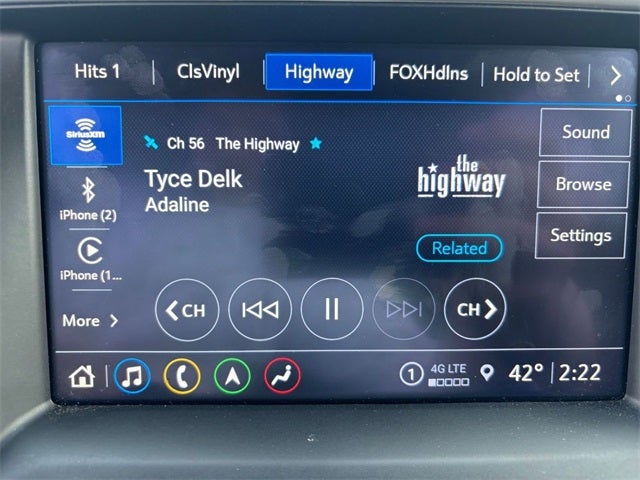 Hits 1 | ClsVinyl | Highway | FOXHdlns | Hold to Set
SiriusXM
Ch 56 The Highway
Tyce Delk
Adaline
the highway
Related
Sound
Browse
Settings
iPhone (2)
iPhone (1...
More >
<CH
CH>
1 4G LTE 42° | 2:22